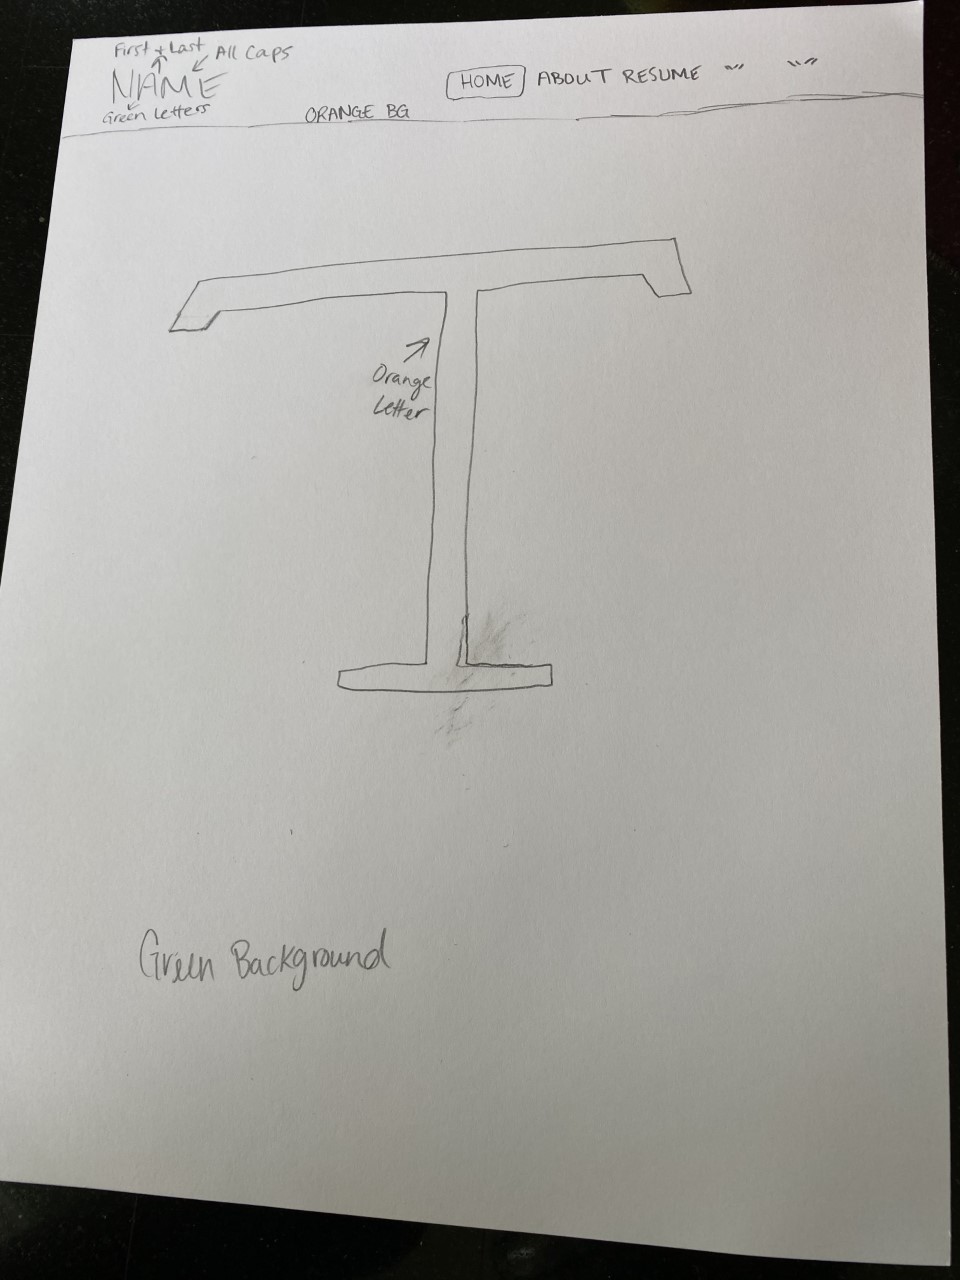 First + Last
All Caps
NAME
Green Letters
HOME ABOUT RESUME " " " "
ORANGE BG
T
Orange
Letter
Green Background